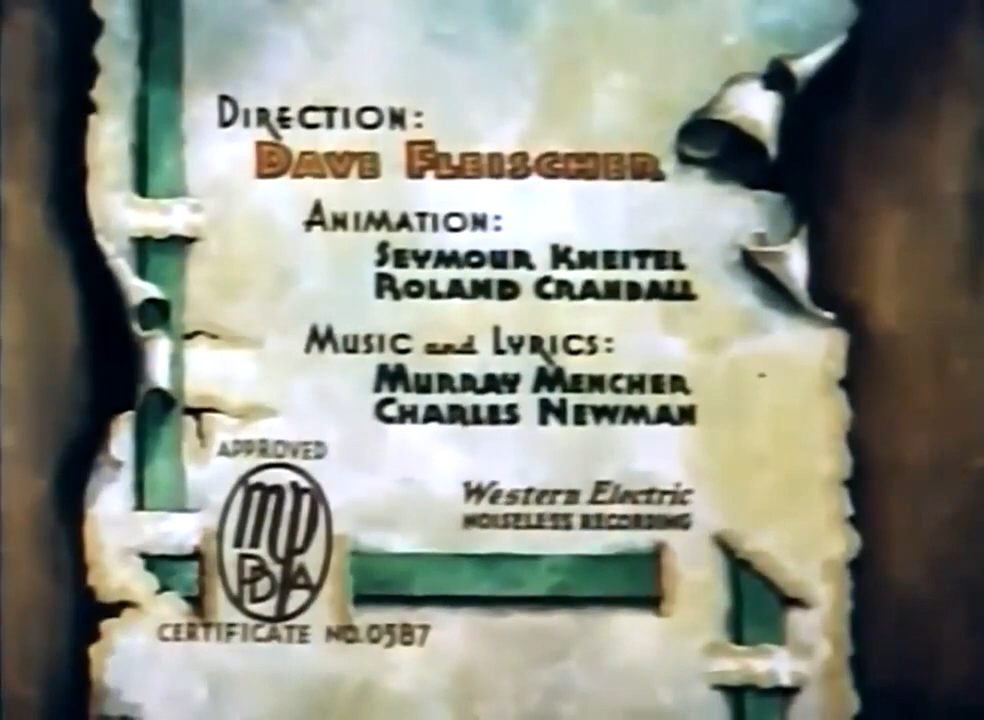 DIRECTION:
DAVE FLEISCHER
ANIMATION:
SEYMOUR KNEITEL
ROLAND CRANDALL
MUSIC and LYRICS:
MURRAY MENCHER
CHARLES NEWMAN
APPROVED
MPPDA
Western Electric
NOISELESS RECORDING
CERTIFICATE NO.0587